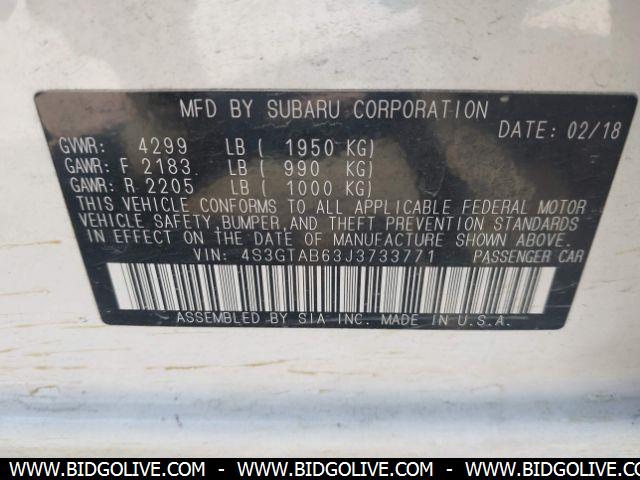 MFD BY SUBARU CORPORATION
DATE: 02/18
GVWR: 4299 LB ( 1950 KG)
GAWR: F 2183. LB ( 990 KG)
GAWR: R 2205 LB ( 1000 KG)
THIS VEHICLE CONFORMS TO ALL APPLICABLE FEDERAL MOTOR
VEHICLE SAFETY, BUMPER, AND THEFT PREVENTION STANDARDS
IN EFFECT ON THE DATE OF MANUFACTURE SHOWN ABOVE.
VIN: 4S3GTAB63J3733771 PASSENGER CAR
ASSEMBLED BY SIA INC. MADE IN U.S.A.
WWW.BIDGOLIVE.COM - WWW.BIDGOLIVE.COM - WWW.BIDGOLIVE.COM